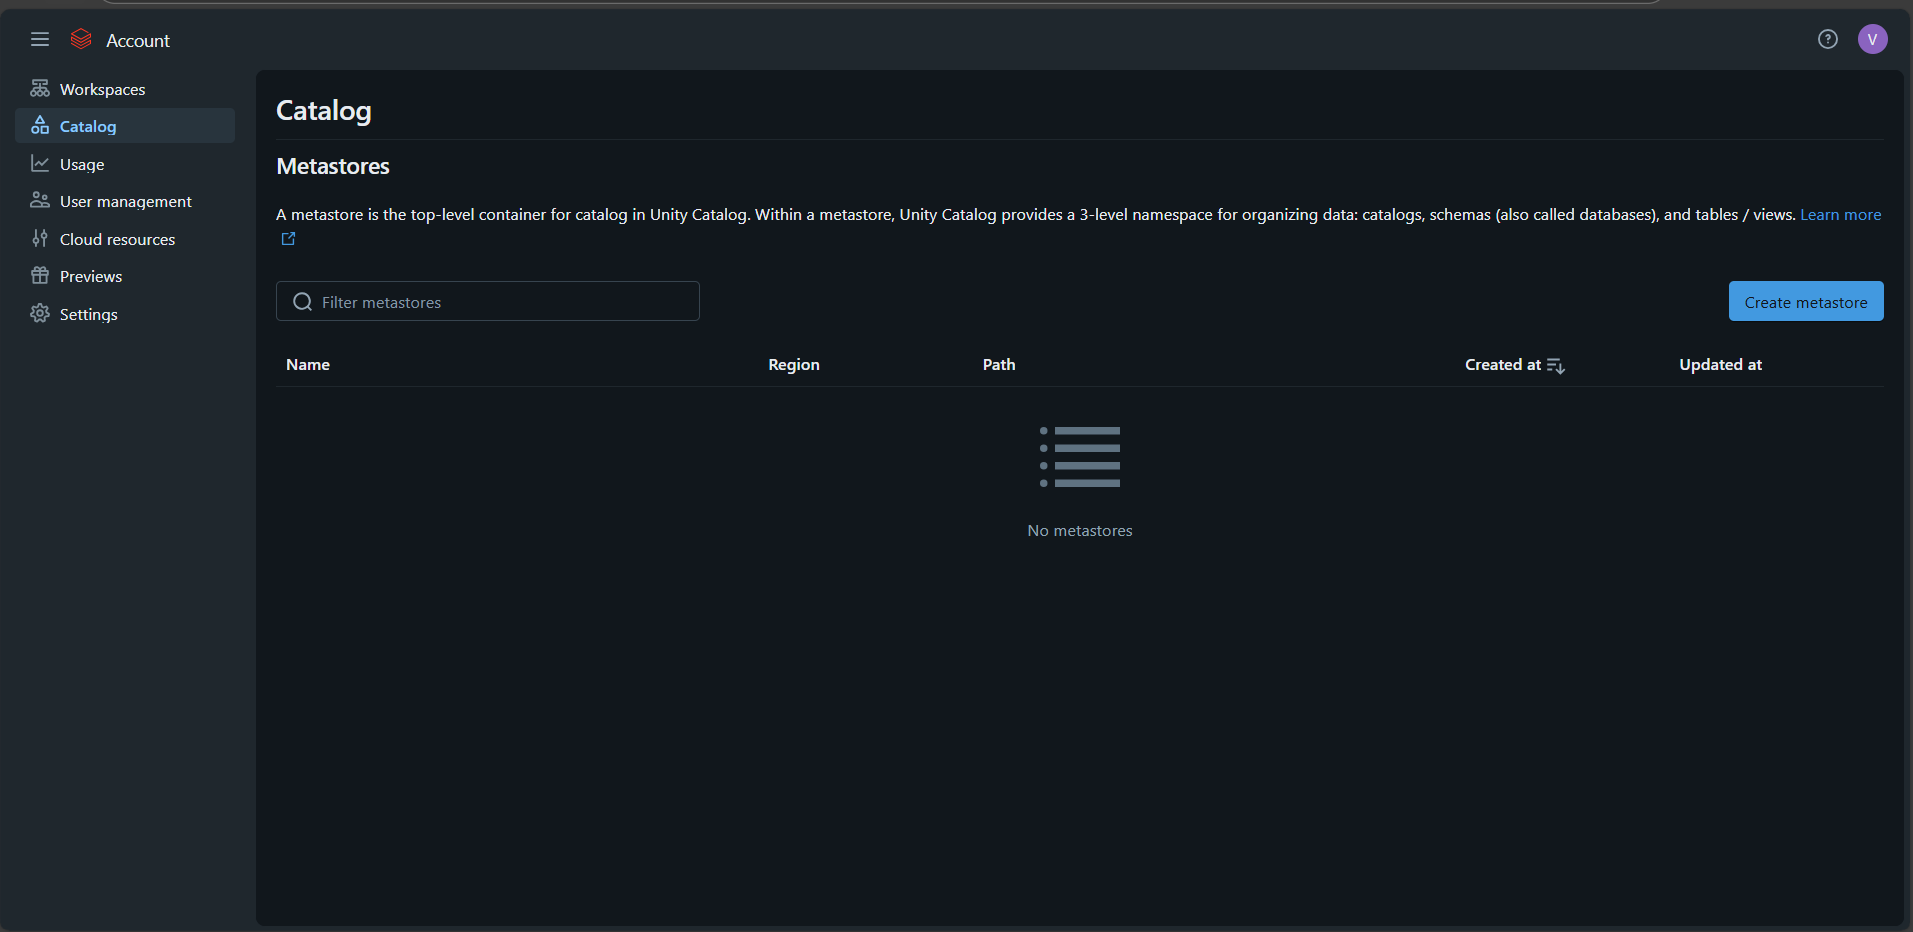 Account
V
Workspaces
Catalog
Usage
User management
Cloud resources
Previews
Settings
Catalog
Metastores
A metastore is the top-level container for catalog in Unity Catalog. Within a metastore, Unity Catalog provides a 3-level namespace for organizing data: catalogs, schemas (also called databases), and tables / views. Learn more
Filter metastores
Create metastore
Name Region Path Created at Updated at
No metastores